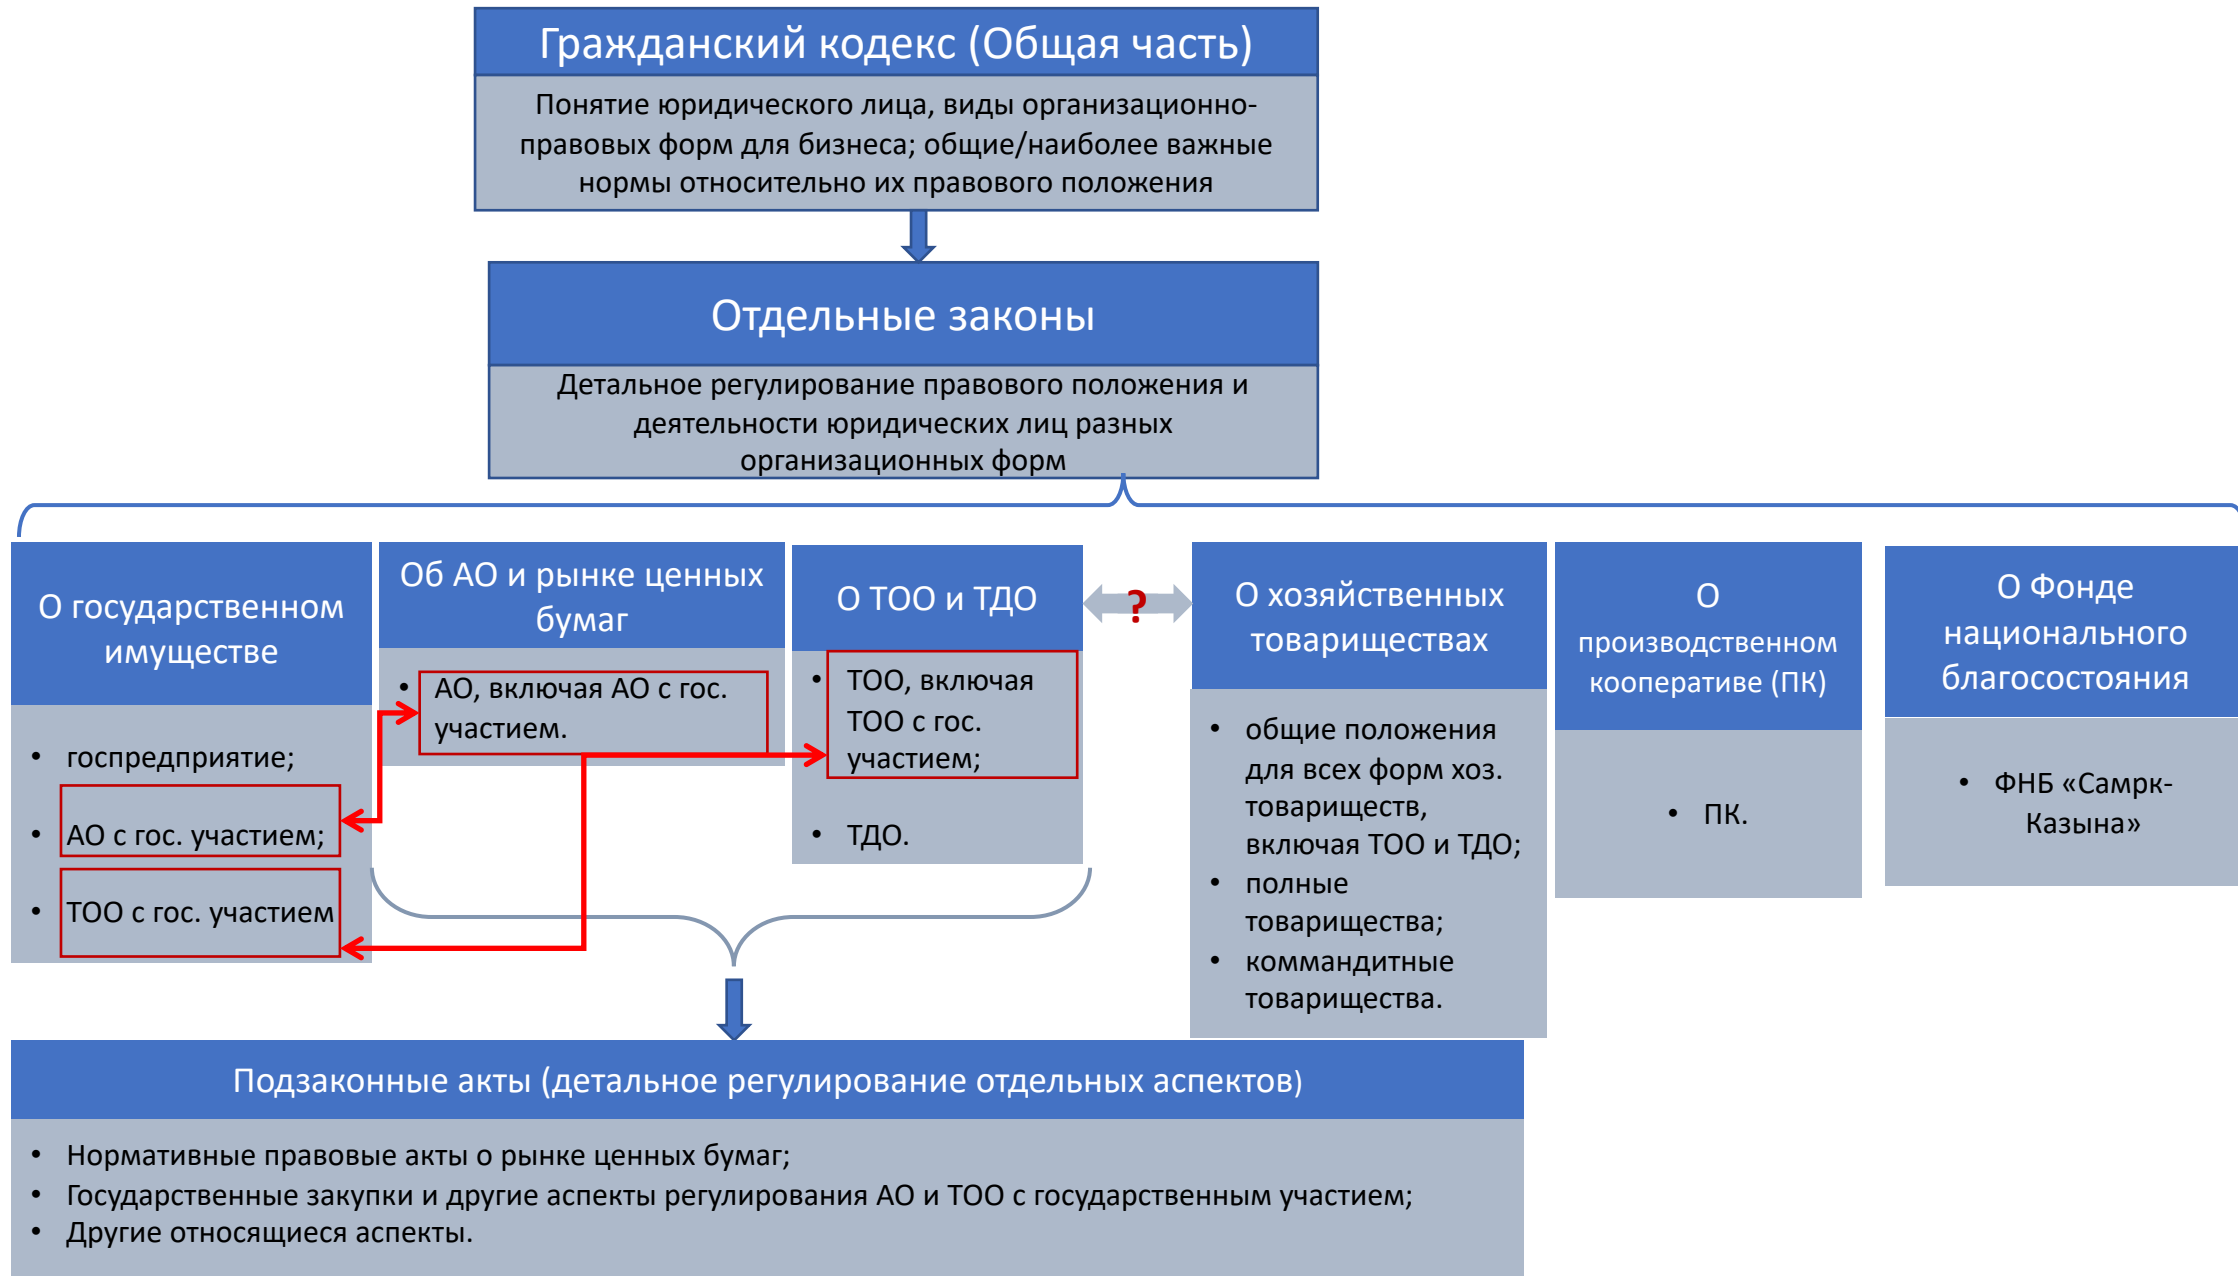 Гражданский кодекс (Общая часть)
Понятие юридического лица, виды организационно-
правовых форм для бизнеса; общие/наиболее важные
нормы относительно их правового положения
Отдельные законы
Детальное регулирование правового положения и
деятельности юридических лиц разных
организационных форм
О государственном
имуществе
• госпредприятие;
• АО с гос. участием;
• ТОО с гос. участием
Об АО и рынке ценных
бумаг
• АО, включая АО с гос.
участием.
О ТОО и ТДО
• ТОО, включая
ТОО с гос.
участием;
• ТДО.
?
О хозяйственных
товариществах
• общие положения
для всех форм хоз.
товариществ,
включая ТОО и ТДО;
• полные
товарищества;
• коммандитные
товарищества.
О
производственном
кооперативе (ПК)
• ПК.
О Фонде
национального
благосостояния
• ФНБ «Самрк-
Казына»
Подзаконные акты (детальное регулирование отдельных аспектов)
• Нормативные правовые акты о рынке ценных бумаг;
• Государственные закупки и другие аспекты регулирования АО и ТОО с государственным участием;
• Другие относящиеся аспекты.